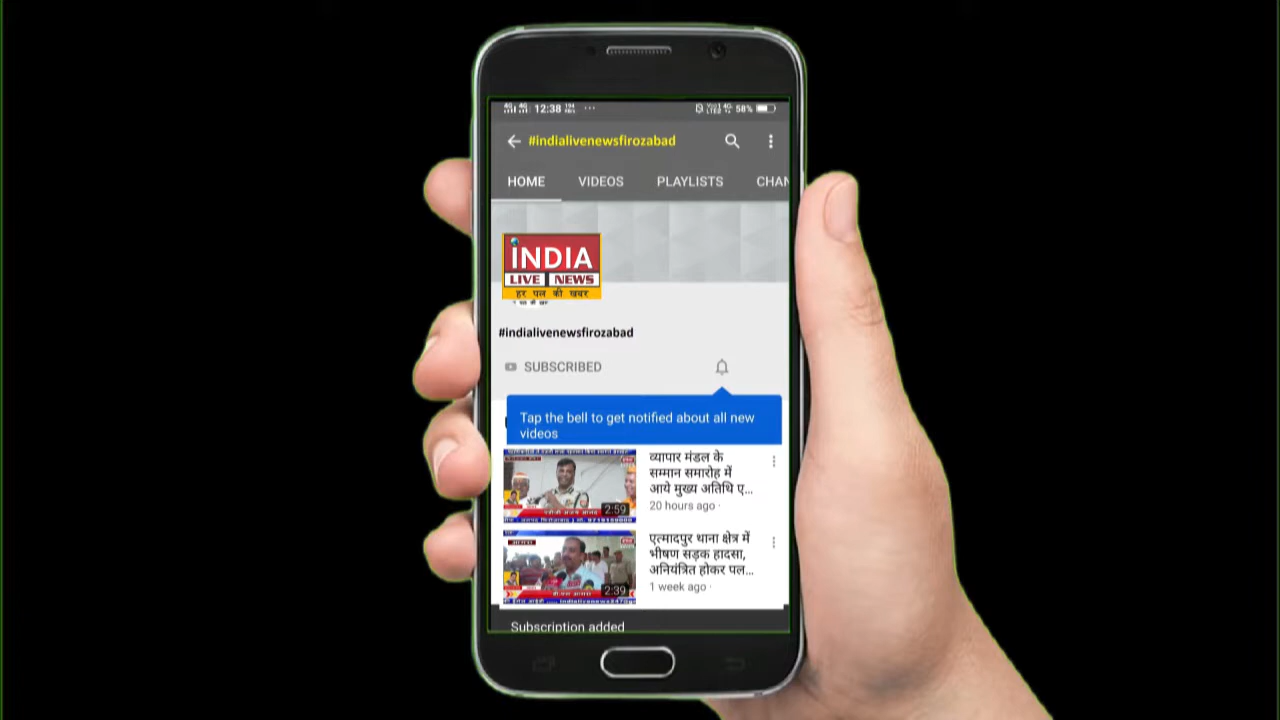 12:38
58%
#indialivenewsfirozabad
HOME VIDEOS PLAYLISTS CHAN
INDIA
LIVE NEWS
हर पल की खबर
#indialivenewsfirozabad
SUBSCRIBED
Tap the bell to get notified about all new
videos
व्यापार मंडल के
सम्मान समारोह में
आये मुख्य अतिथि ए...
20 hours ago ·
2:59
एत्मादपुर थाना क्षेत्र में
भीषण सड़क हादसा,
अनियंत्रित होकर पल...
1 week ago ·
2:39
Subscription added